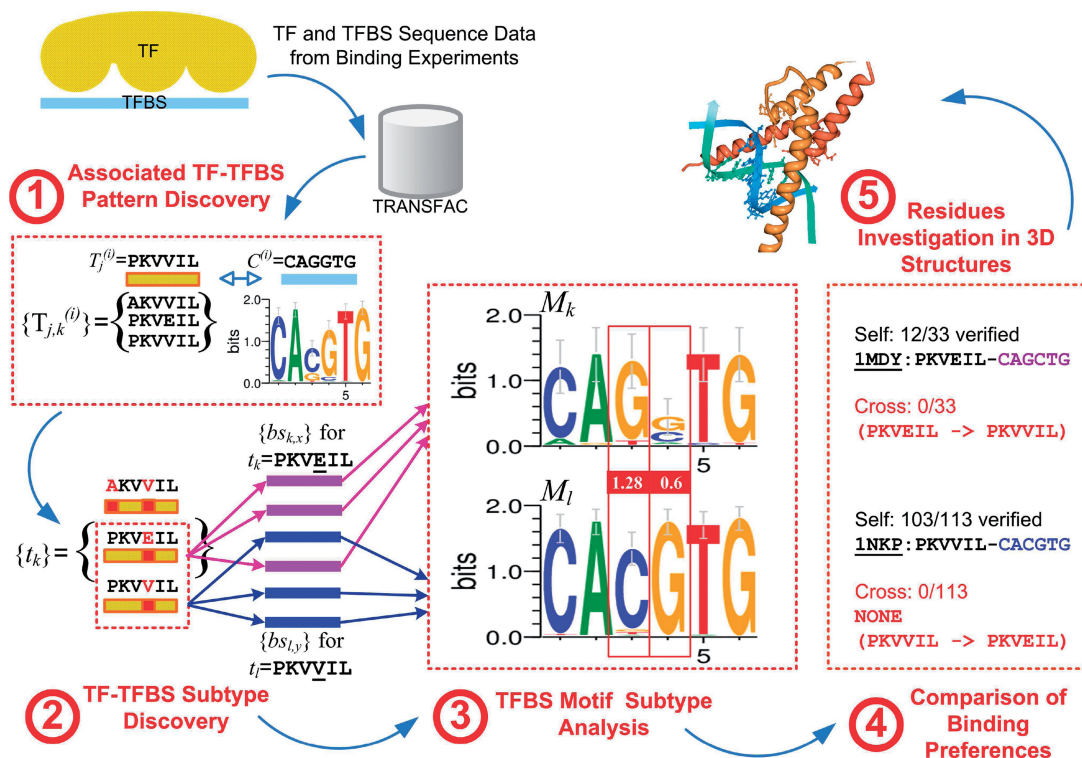 TF
TFBS
TF and TFBS Sequence Data
from Binding Experiments
TRANSFAC
1
Associated TF-TFBS
Pattern Discovery
T_j^(i)=PKVVIL
C^(i)=CAGGTG
{T_j,k^(i)}={
AKVVIL
PKVEIL
PKVVIL
}
2.0
1.0
0.0
bits
CACGTG
GC
5
{bs_k,x} for
t_k=PKVEIL
{t_k}={
AKVVIL
PKVEIL
PKVVIL
}
{bs_l,y} for
t_l=PKVVIL
2
TF-TFBS Subtype
Discovery
M_k
2.0
1.0
0.0
bits
CAGGTG
C
5
1.28
0.6
M_l
2.0
1.0
0.0
bits
CACGTG
5
3
TFBS Motif Subtype
Analysis
5
Residues
Investigation in 3D
Structures
Self: 12/33 verified
1MDY:PKVEIL-CAGCTG
Cross: 0/33
(PKVEIL -> PKVVIL)
Self: 103/113 verified
1NKP:PKVVIL-CACGTG
Cross: 0/113
NONE
(PKVVIL -> PKVEIL)
4
Comparison of
Binding
Preferences